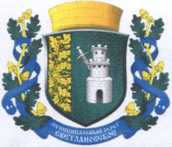 МУНИЦИПАЛЬНЫЙ ОКРУГ
СВЕТЛАНОВСКОЕ